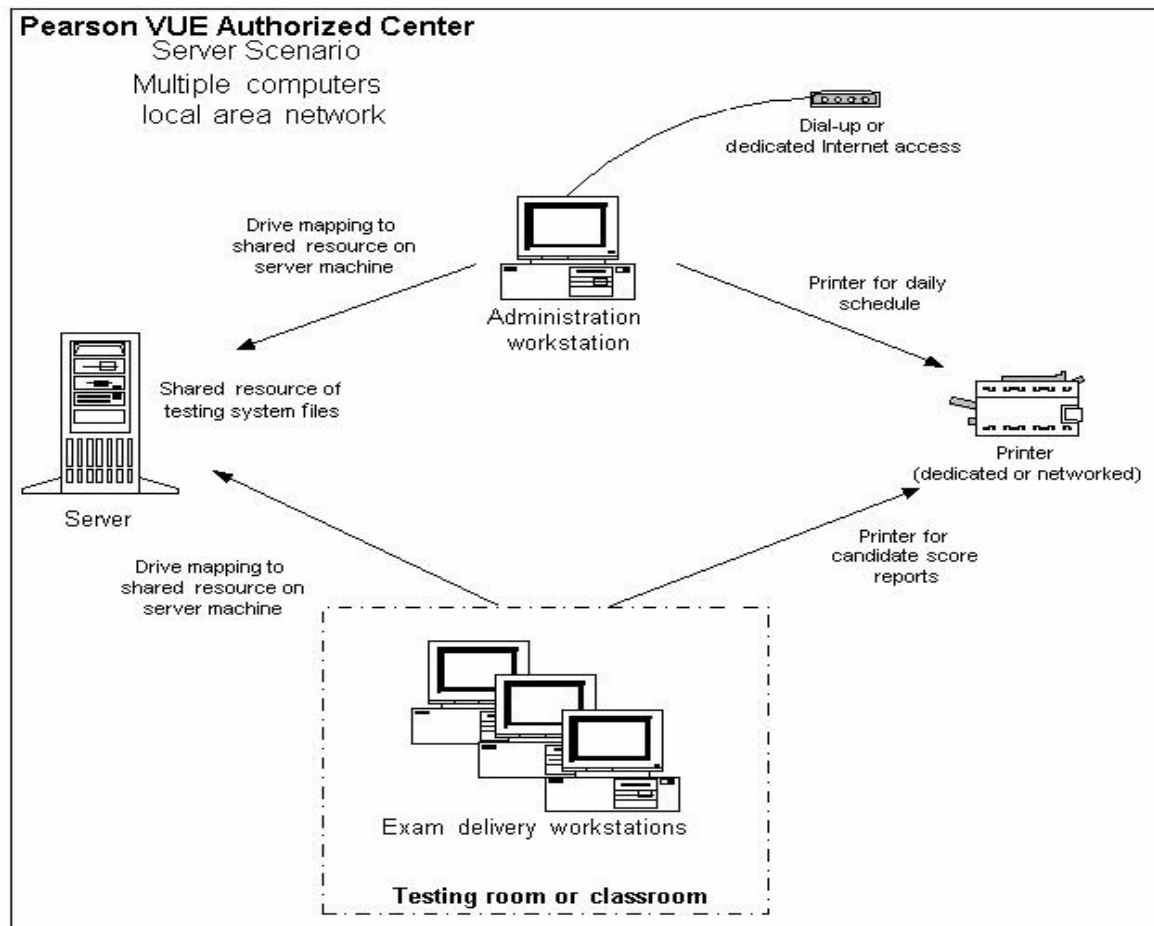 Pearson VUE Authorized Center
Server Scenario
Multiple computers
local area network
Dial-up or
dedicated Internet access
Drive mapping to
shared resource on
server machine
Printer for daily
schedule
Administration
workstation
Shared resource of
testing system files
Printer
(dedicated or networked)
Server
Printer for
candidate score
reports
Drive mapping to
shared resource on
server machine
Exam delivery workstations
Testing room or classroom